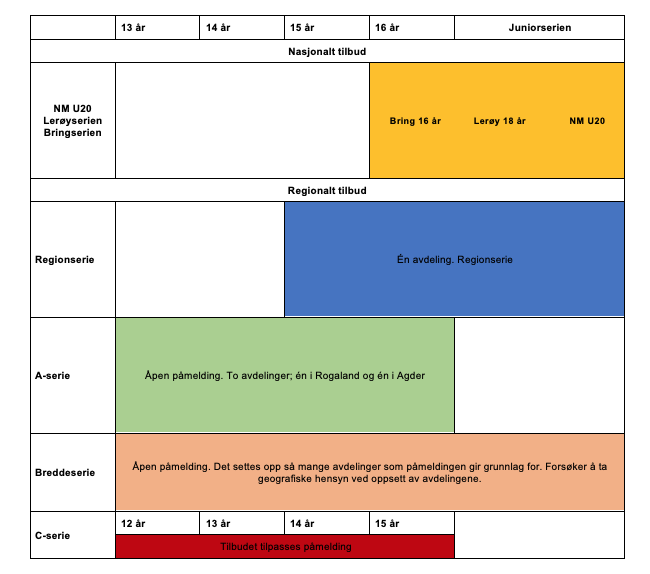 13 år 14 år 15 år 16 år Juniorserien
Nasjonalt tilbud
NM U20
Lerøyserien
Bringserien
Bring 16 år Lerøy 18 år NM U20
Regionalt tilbud
Regionserie
Én avdeling. Regionserie
A-serie
Åpen påmelding. To avdelinger; én i Rogaland og én i Agder
Breddeserie
Åpen påmelding. Det settes opp så mange avdelinger som påmeldingen gir grunnlag for. Forsøker å ta
geografiske hensyn ved oppsett av avdelingene.
C-serie
12 år 13 år 14 år 15 år
Tilbudet tilpasses påmelding